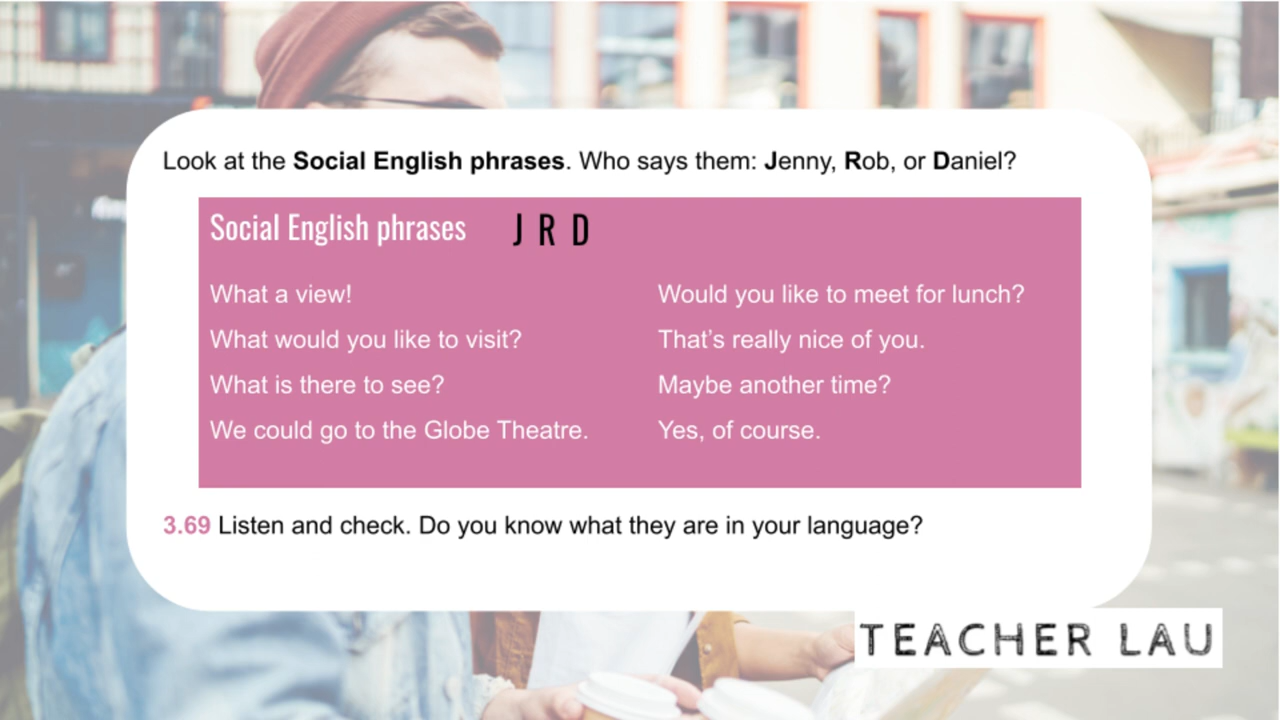 Look at the Social English phrases. Who says them: Jenny, Rob, or Daniel?
Social English phrases J R D
What a view!
What would you like to visit?
What is there to see?
We could go to the Globe Theatre.
Would you like to meet for lunch?
That’s really nice of you.
Maybe another time?
Yes, of course.
3.69 Listen and check. Do you know what they are in your language?
TEACHER LAU